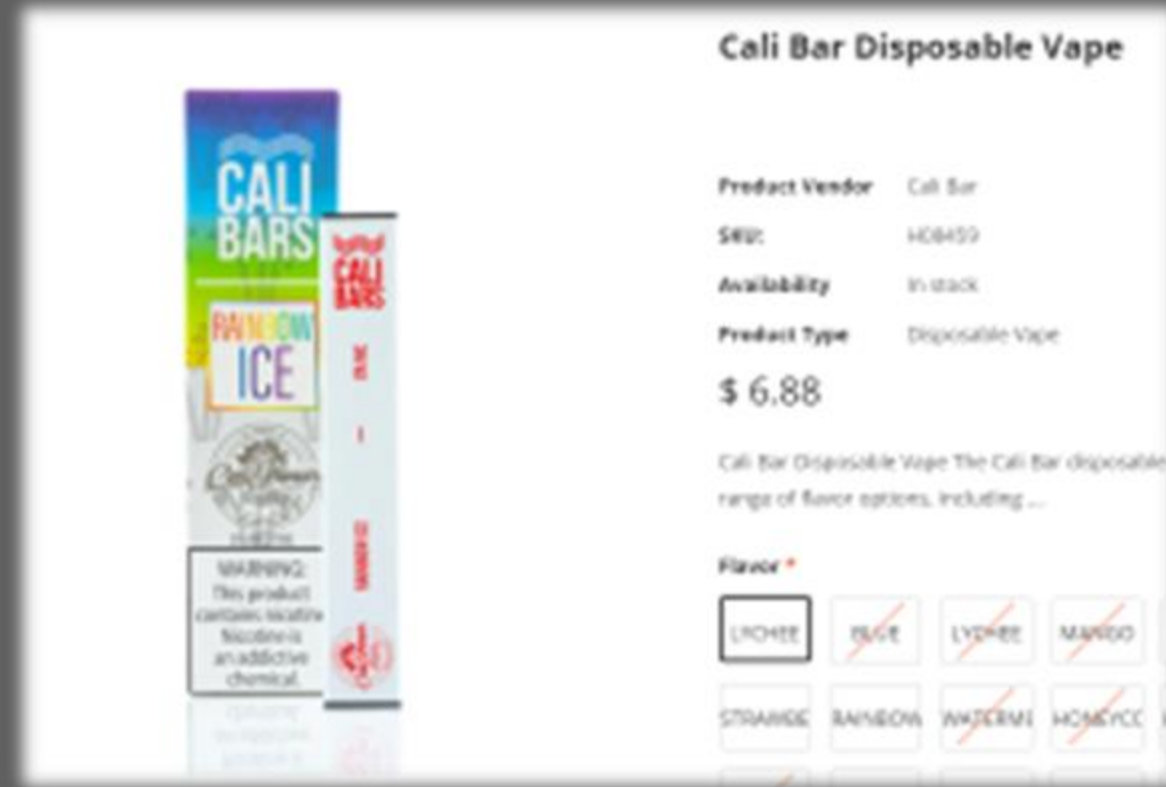 Cali Bar Disposable Vape
CALI
BARS
RAINBOW
ICE
WARNING:
This product
contains nicotine
Nicotine is
an addictive
chemical.
CALI
BARS
Product Vendor Cali Bar
SKU:
Availability In stock
Product Type Disposable Vape
$ 6.88
Cali Bar Disposable Vape The Cali Bar disposable
range of flavor options, including ...
Flavor *
LYCHEE BLUE LYCHEE MANGO
STRAWBE RAINBOW WATERME HONEYCO